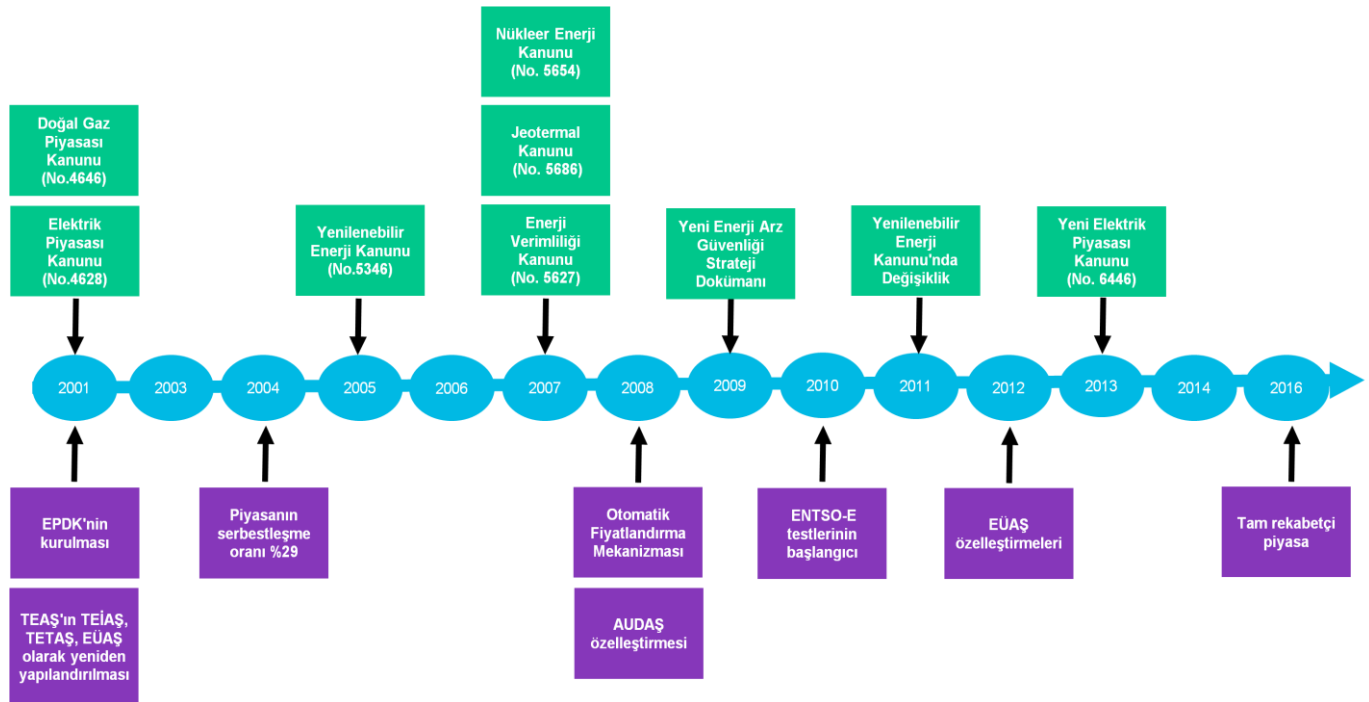 Nükleer Enerji
Kanunu
(No. 5654)
Doğal Gaz
Piyasası
Kanunu
(No.4646)
Jeotermal
Kanunu
(No. 5686)
Elektrik
Piyasası
Kanunu
(No.4628)
Yenilenebilir
Enerji Kanunu
(No.5346)
Enerji
Verimliliği
Kanunu
(No. 5627)
Yeni Enerji Arz
Güvenliği
Strateji
Dokümanı
Yenilenebilir
Enerji
Kanunu'nda
Değişiklik
Yeni Elektrik
Piyasası
Kanunu
(No. 6446)
2001 2003 2004 2005 2006 2007 2008 2009 2010 2011 2012 2013 2014 2016
EPDK'nin
kurulması
Piyasanın
serbestleşme
oranı %29
Otomatik
Fiyatlandırma
Mekanizması
ENTSO-E
testlerinin
başlangıcı
EÜAŞ
özelleştirmeleri
Tam rekabetçi
piyasa
TEAŞ'ın TEİAŞ,
TETAŞ, EÜAŞ
olarak yeniden
yapılandırılması
AUDAŞ
özelleştirmesi